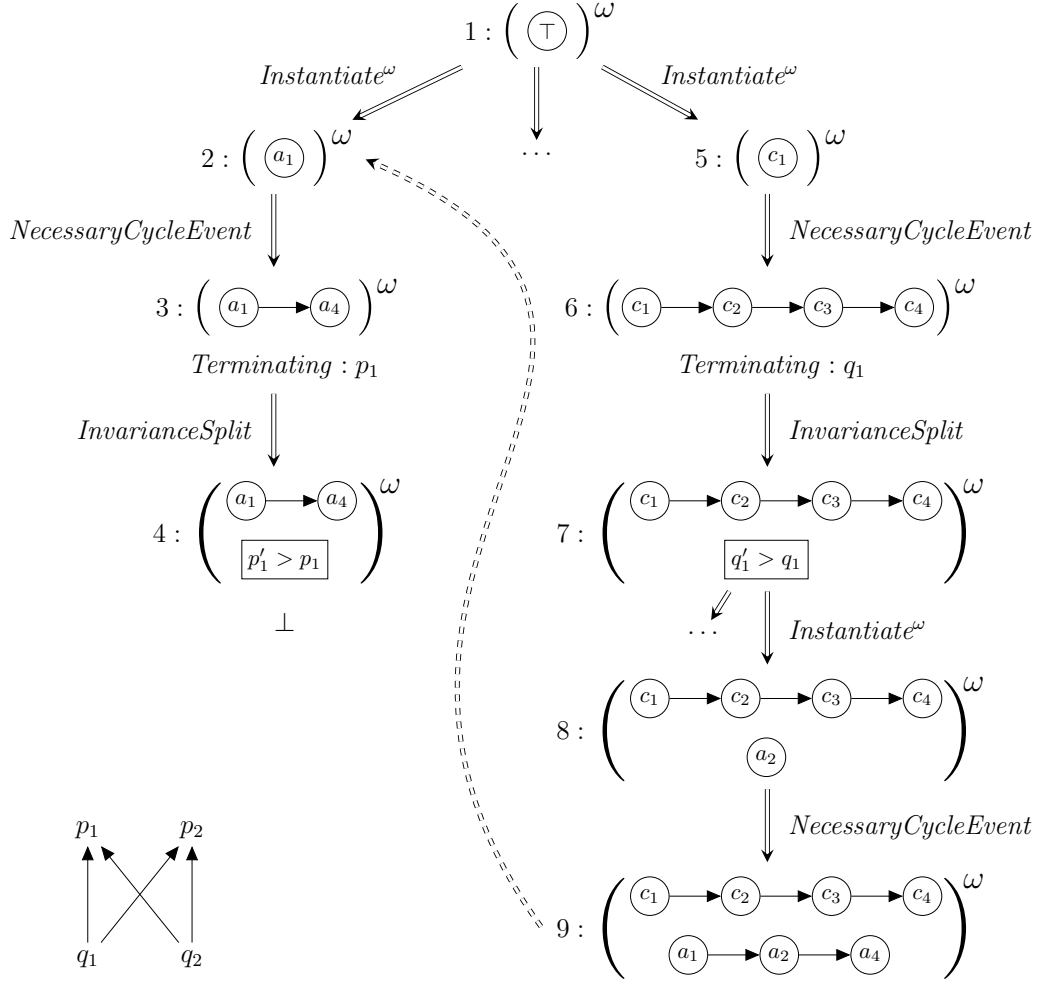 1 : ( ⊤ )^ω
Instantiate^ω Instantiate^ω
2 : ( a₁ )^ω … 5 : ( c₁ )^ω
NecessaryCycleEvent NecessaryCycleEvent
3 : ( a₁ a₄ )^ω 6 : ( c₁ c₂ c₃ c₄ )^ω
Terminating : p₁ Terminating : q₁
InvarianceSplit InvarianceSplit
4 : ( a₁ a₄ )^ω 7 : ( c₁ c₂ c₃ c₄ )^ω
p′₁ > p₁ q′₁ > q₁
⊥ … Instantiate^ω
8 : ( c₁ c₂ c₃ c₄ )^ω
a₂
p₁ p₂ NecessaryCycleEvent
9 : ( c₁ c₂ c₃ c₄ )^ω
q₁ q₂ a₁ a₂ a₄